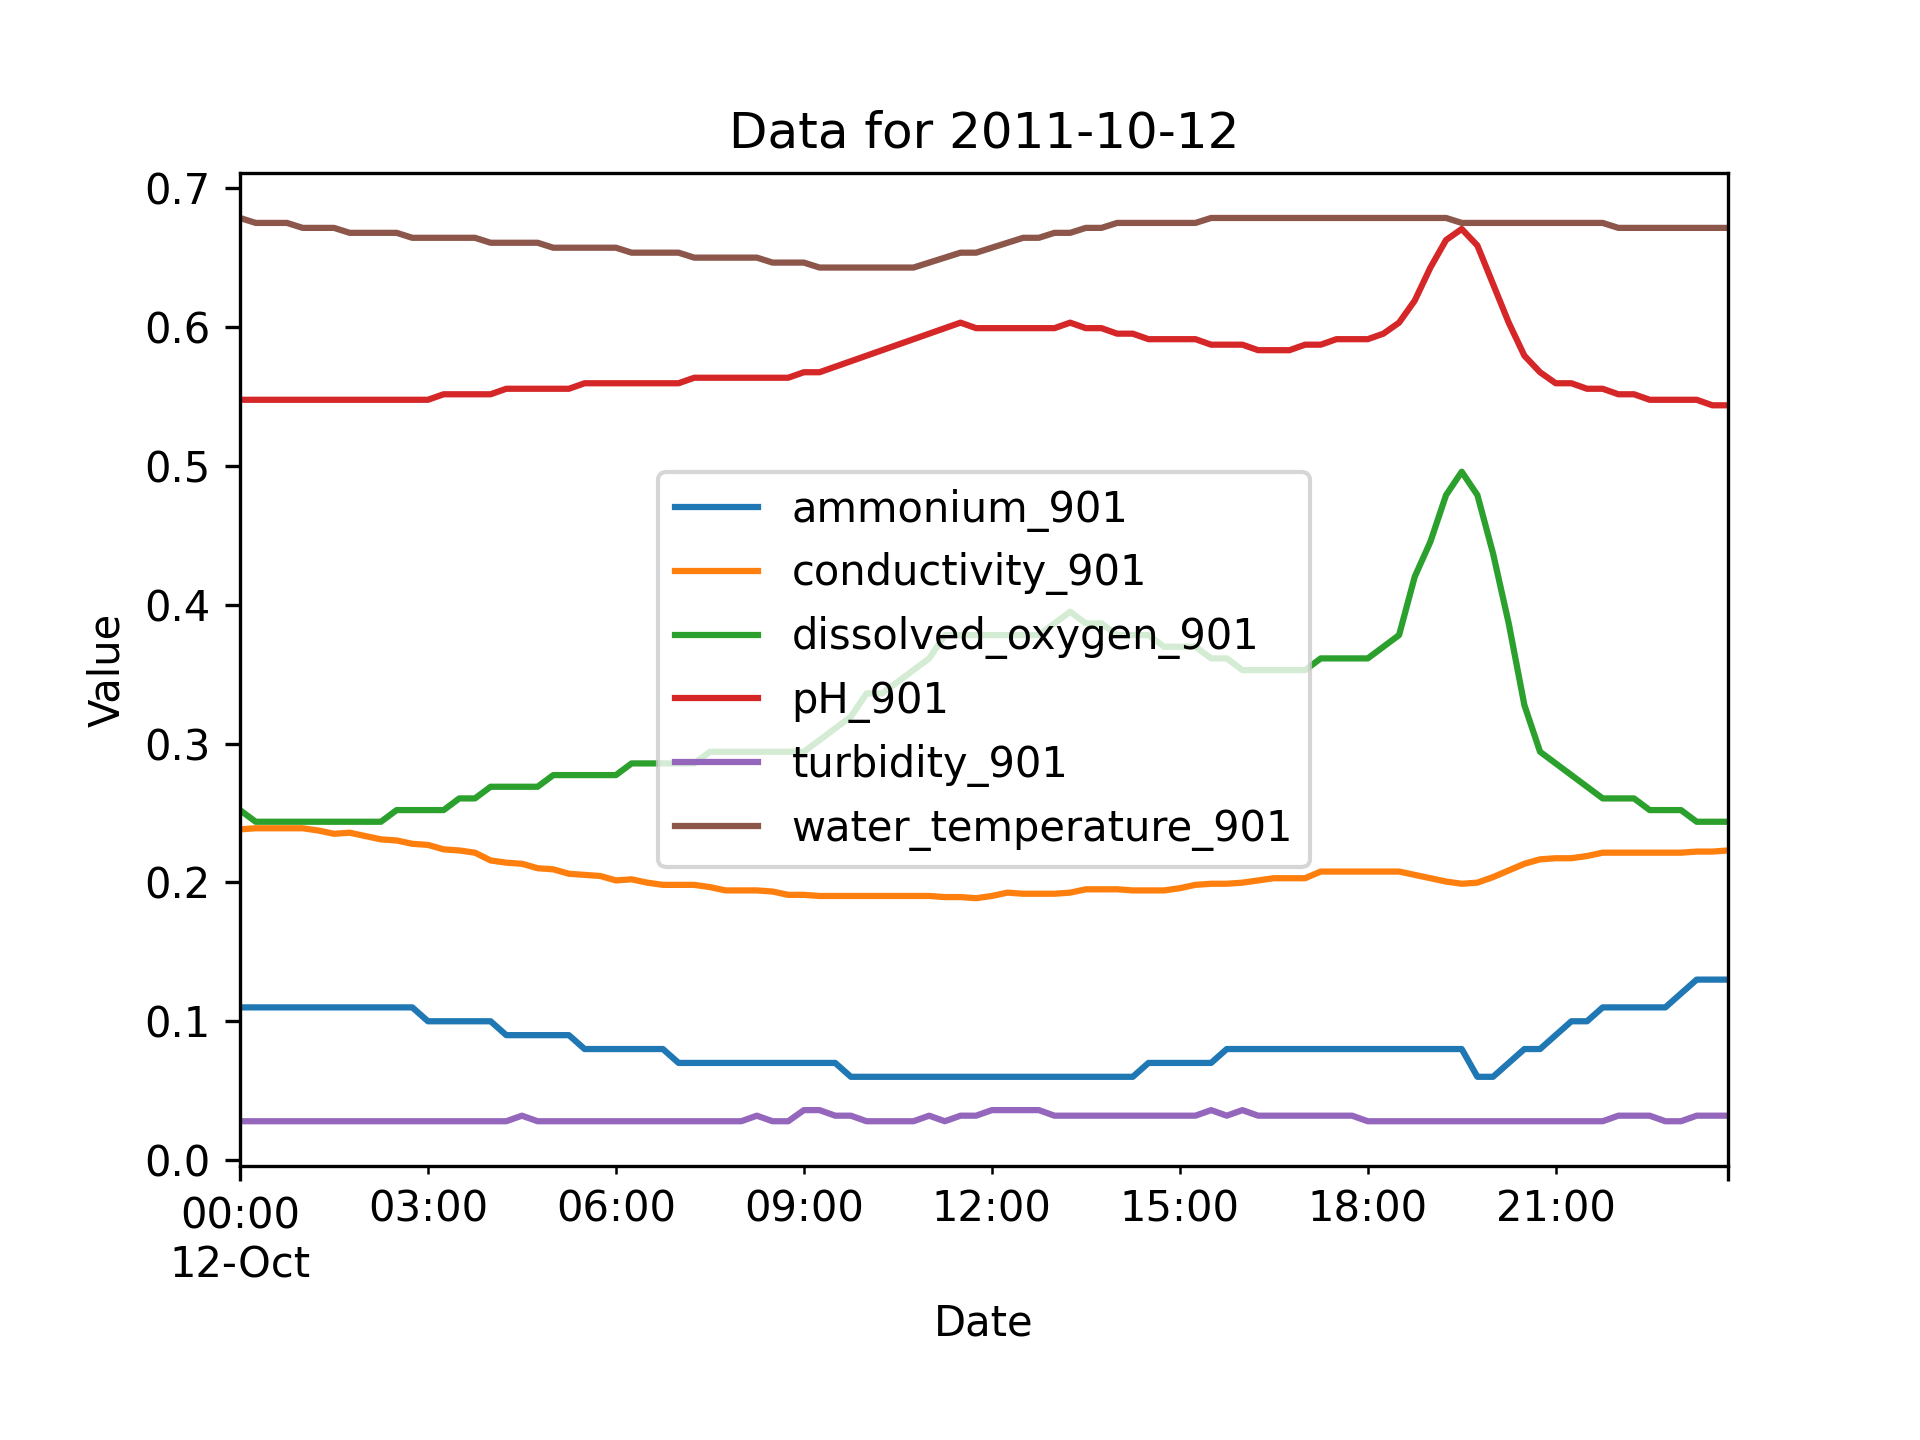 Data for 2011-10-12
0.7
0.6
0.5
0.4
0.3
0.2
0.1
0.0
Value
ammonium_901
conductivity_901
dissolved_oxygen_901
pH_901
turbidity_901
water_temperature_901
00:00 03:00 06:00 09:00 12:00 15:00 18:00 21:00
12-Oct
Date